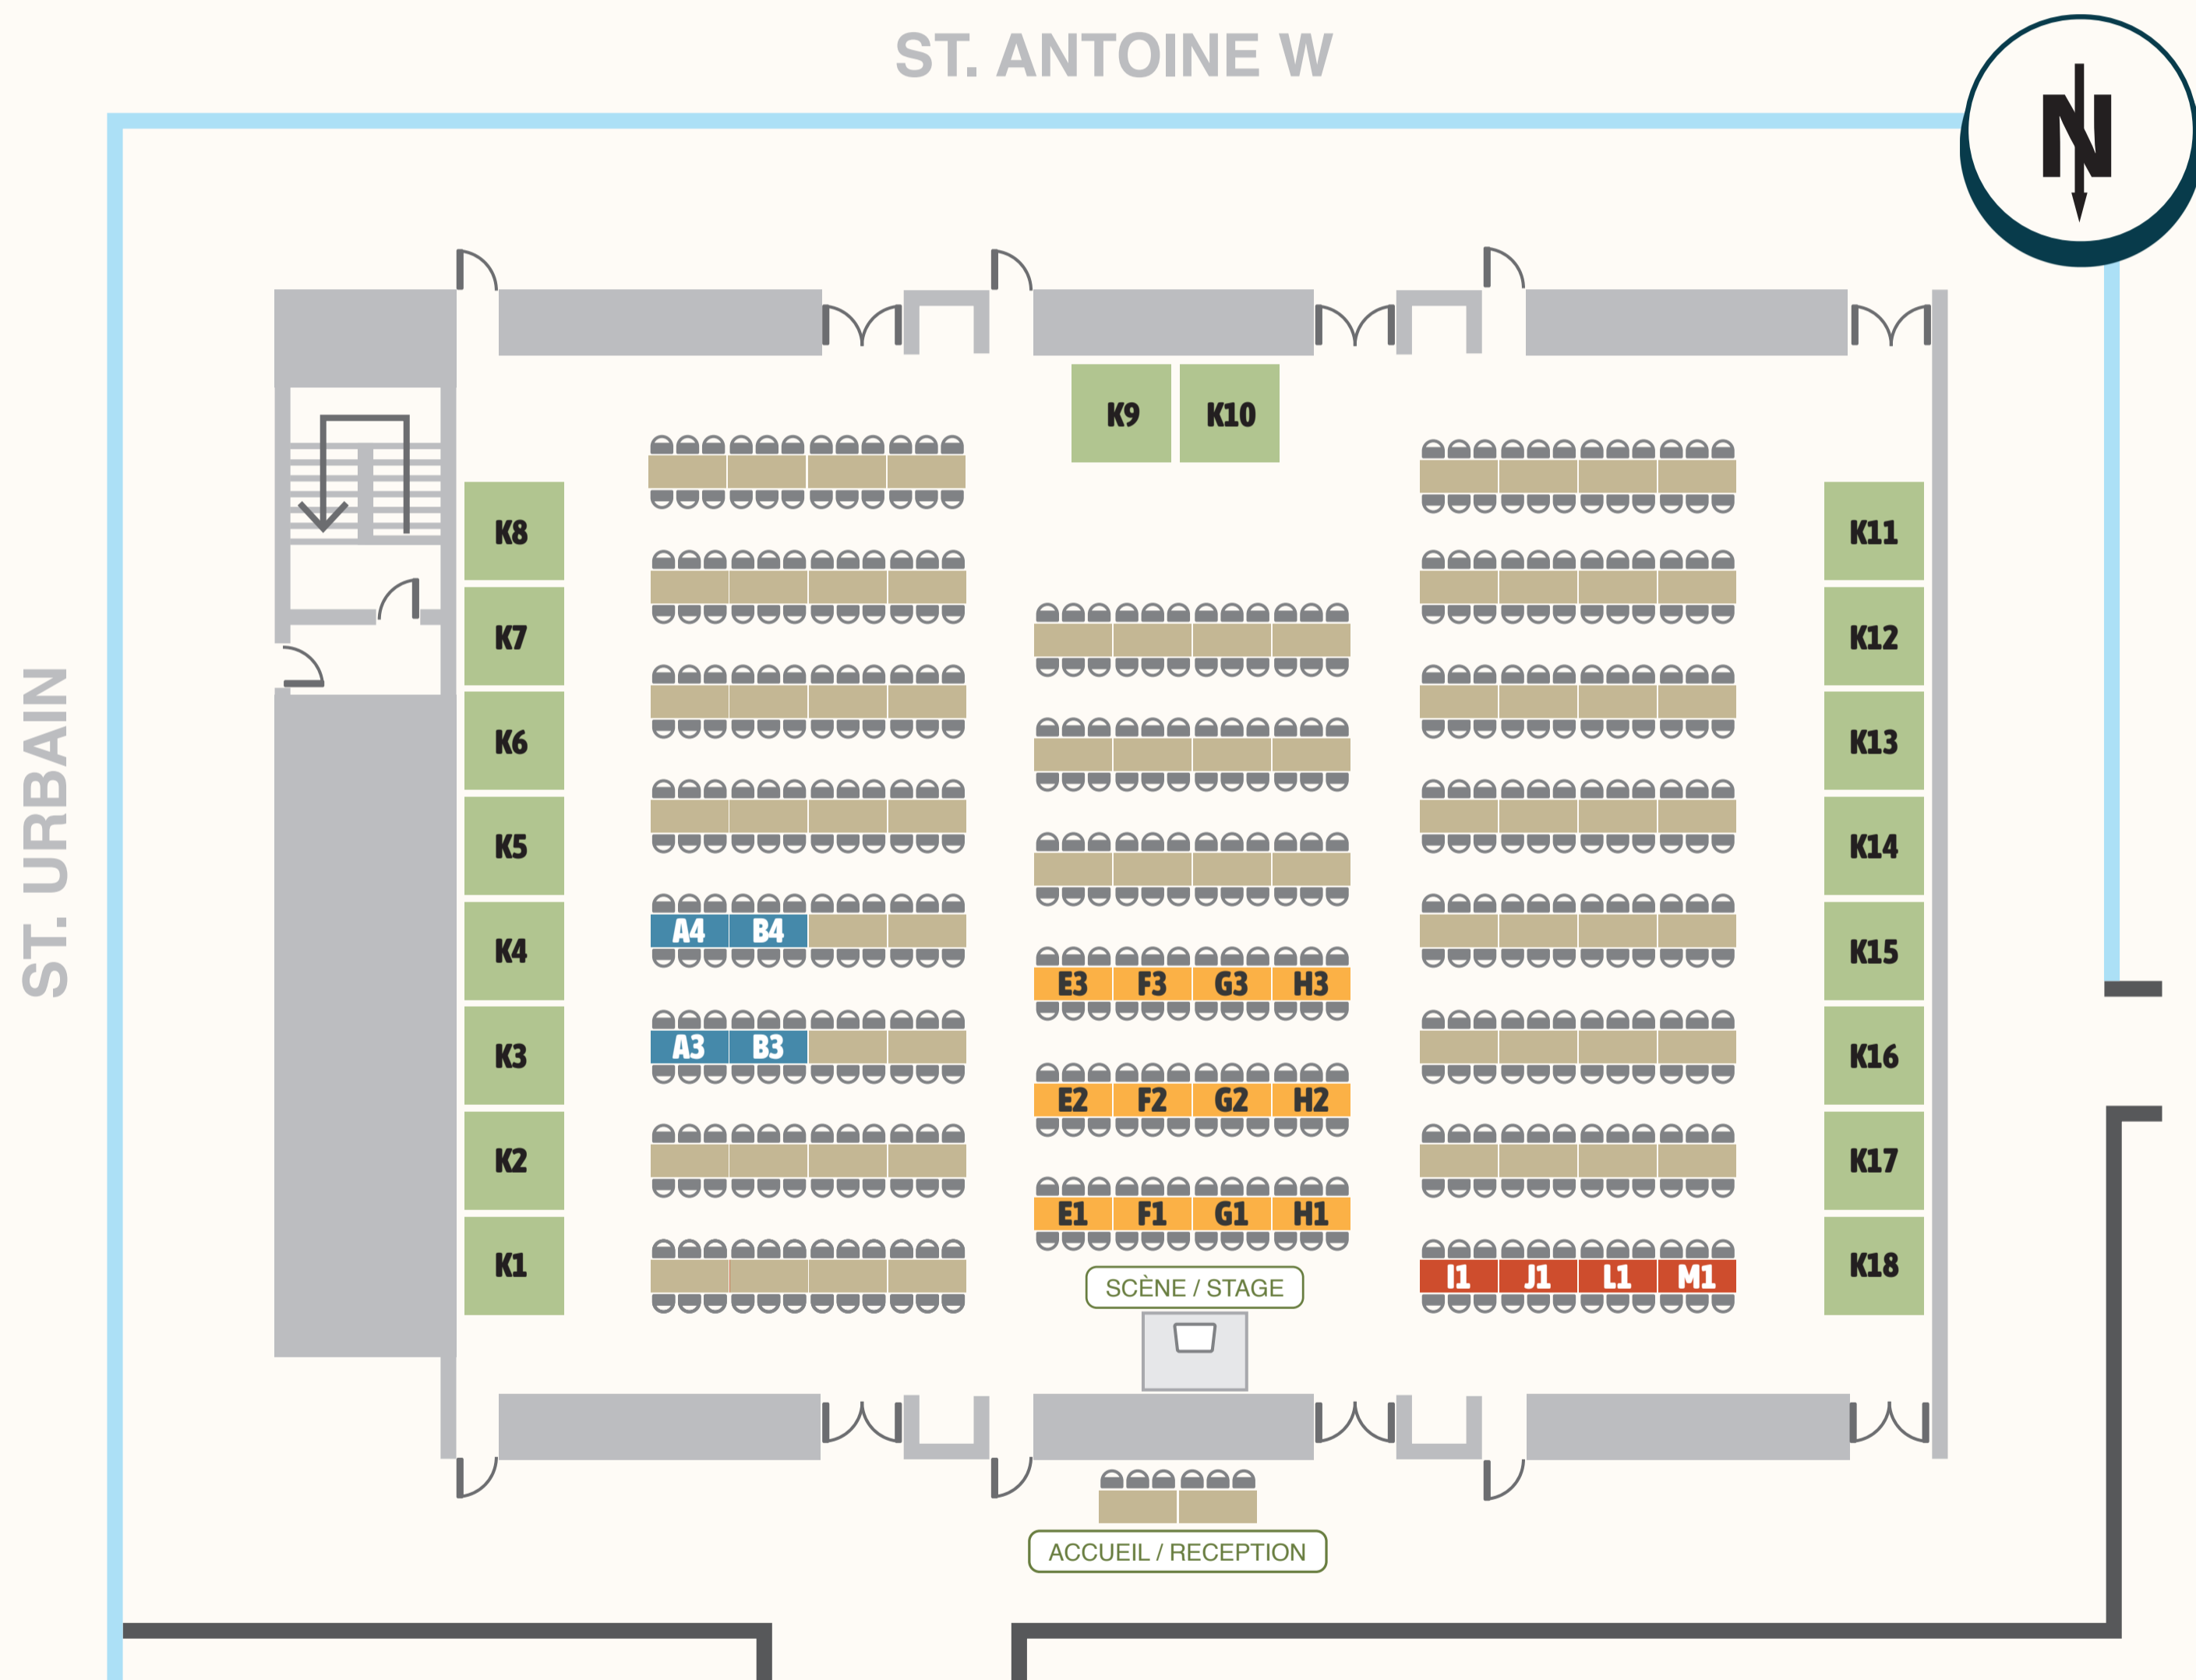 ST. ANTOINE W
N
ST. URBAIN
K9 K10
K8 K11
K7 K12
K6 K13
K5 K14
K4 A4 B4 K15
E3 F3 G3 H3
K3 A3 B3 K16
E2 F2 G2 H2
K2 K17
E1 F1 G1 H1
K1 I1 J1 L1 M1 K18
SCÈNE / STAGE
ACCUEIL / RECEPTION